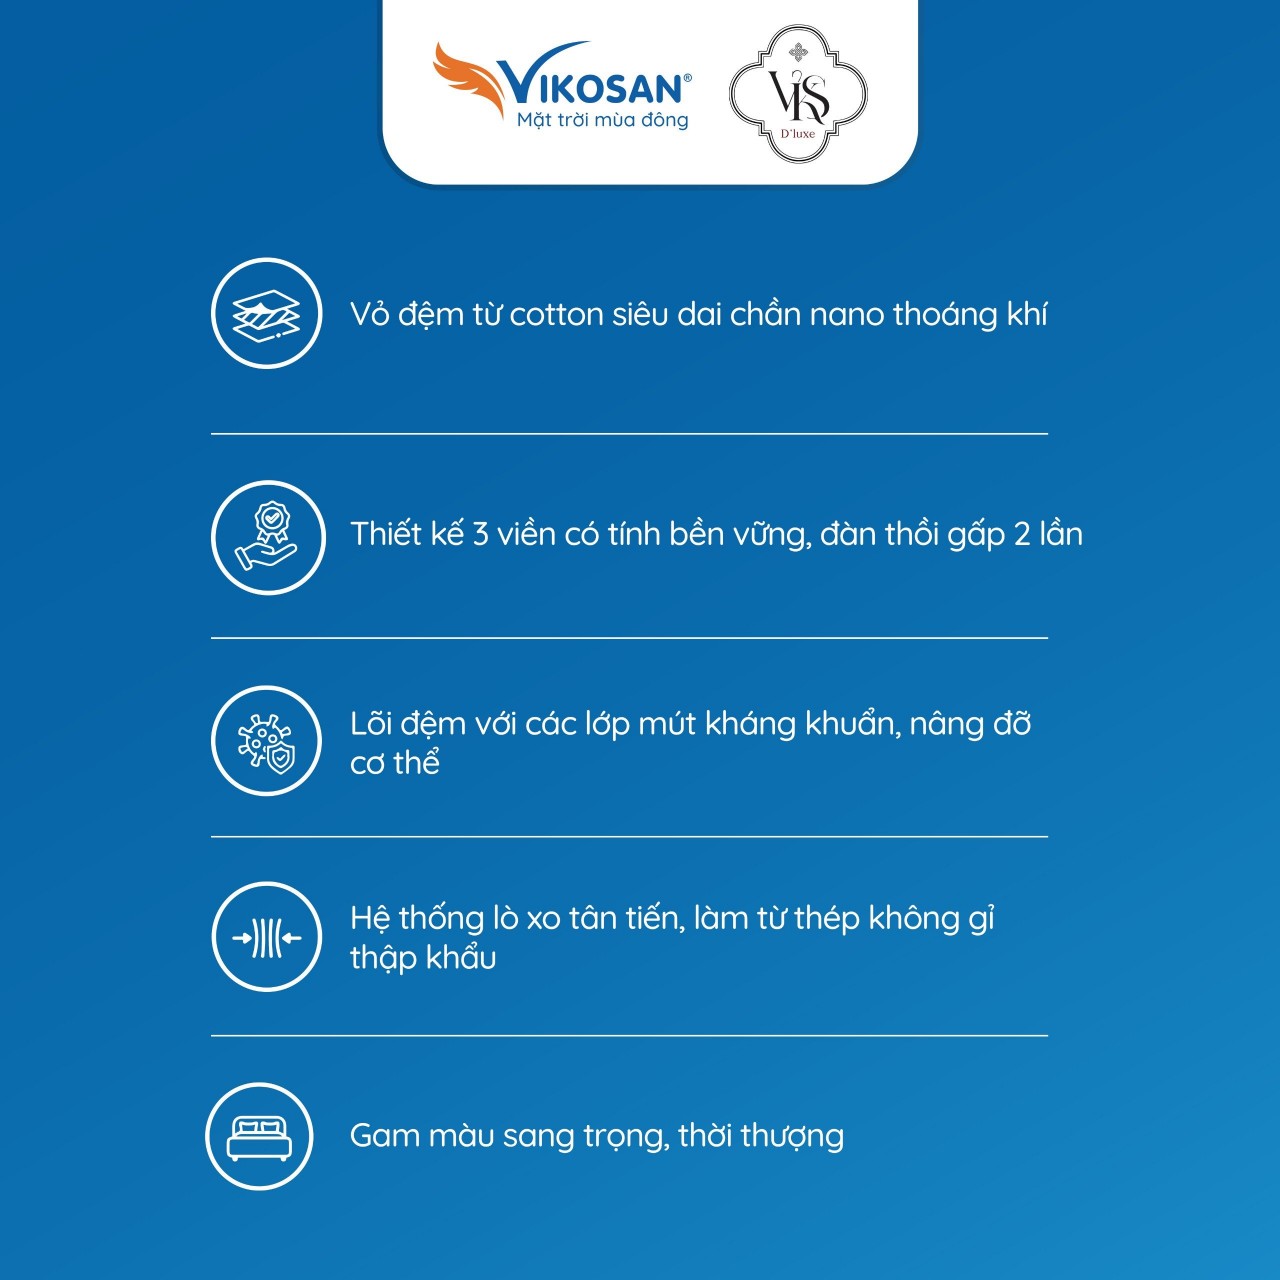 VIKOSAN®
Mặt trời mùa đông
VKS
D'luxe
Vỏ đệm từ cotton siêu dai chần nano thoáng khí
Thiết kế 3 viền có tính bền vững, đàn thồi gấp 2 lần
Lõi đệm với các lớp mút kháng khuẩn, nâng đỡ
cơ thể
Hệ thống lò xo tân tiến, làm từ thép không gỉ
thập khẩu
Gam màu sang trọng, thời thượng